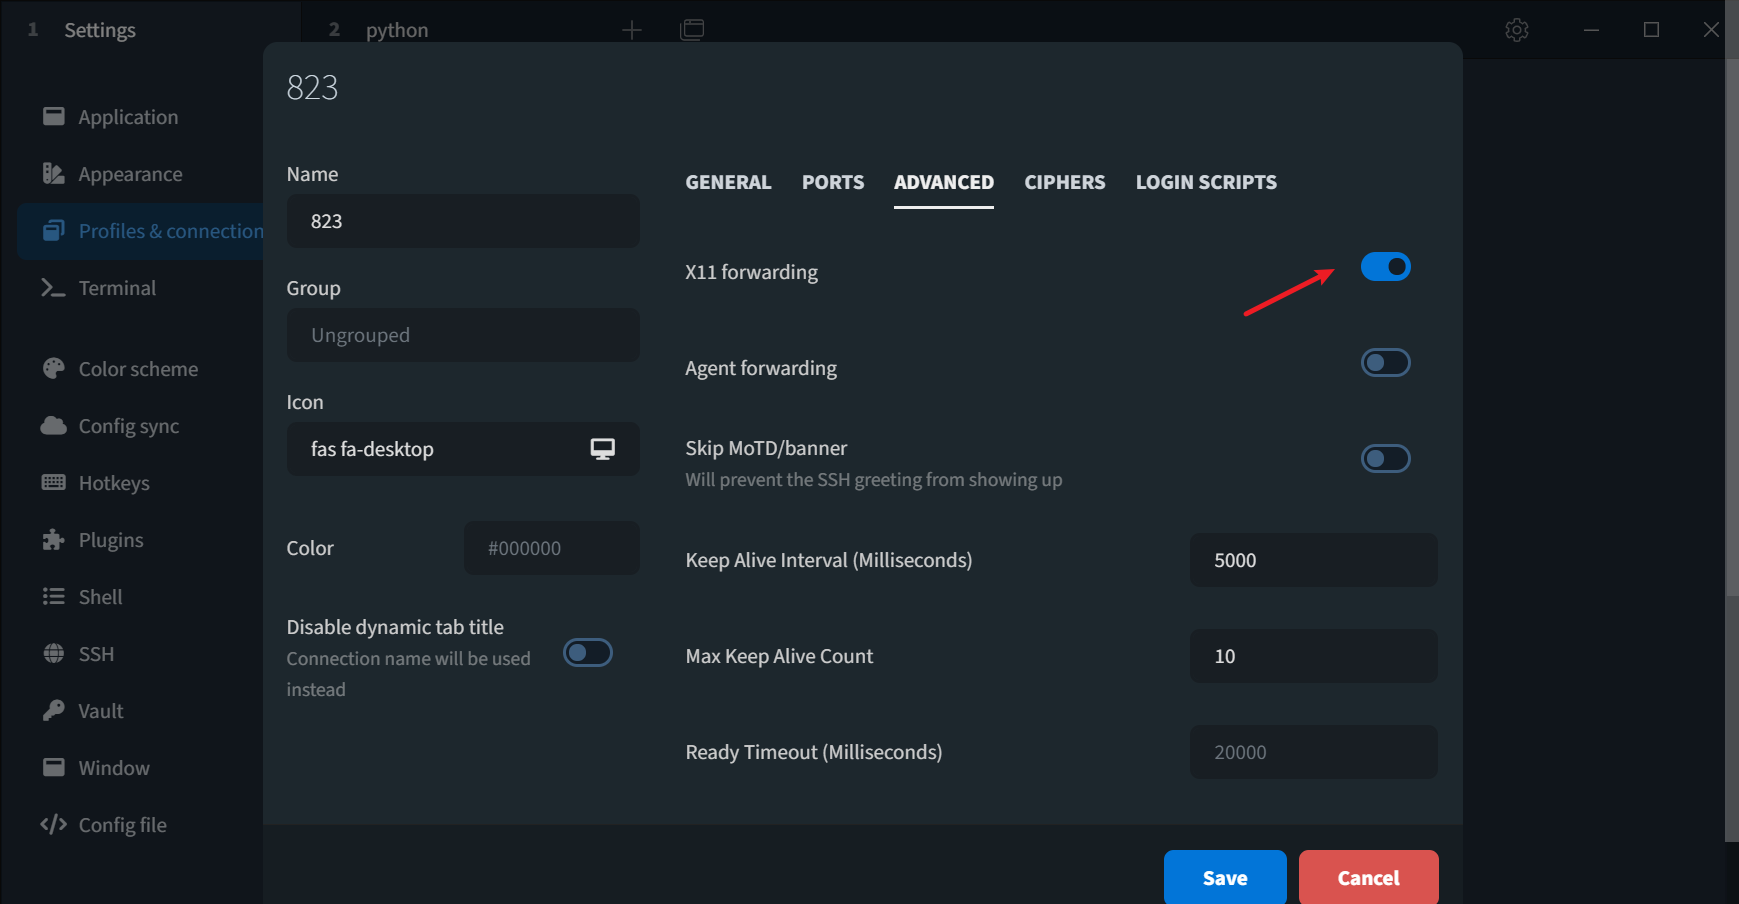 1 Settings
2 python
Application
Appearance
Profiles & connection
Terminal
Color scheme
Config sync
Hotkeys
Plugins
Shell
SSH
Vault
Window
Config file
823
Name
823
Group
Ungrouped
Icon
fas fa-desktop
Color
#000000
Disable dynamic tab title
Connection name will be used
instead
GENERAL PORTS ADVANCED CIPHERS LOGIN SCRIPTS
X11 forwarding
Agent forwarding
Skip MoTD/banner
Will prevent the SSH greeting from showing up
Keep Alive Interval (Milliseconds)
5000
Max Keep Alive Count
10
Ready Timeout (Milliseconds)
20000
Save
Cancel